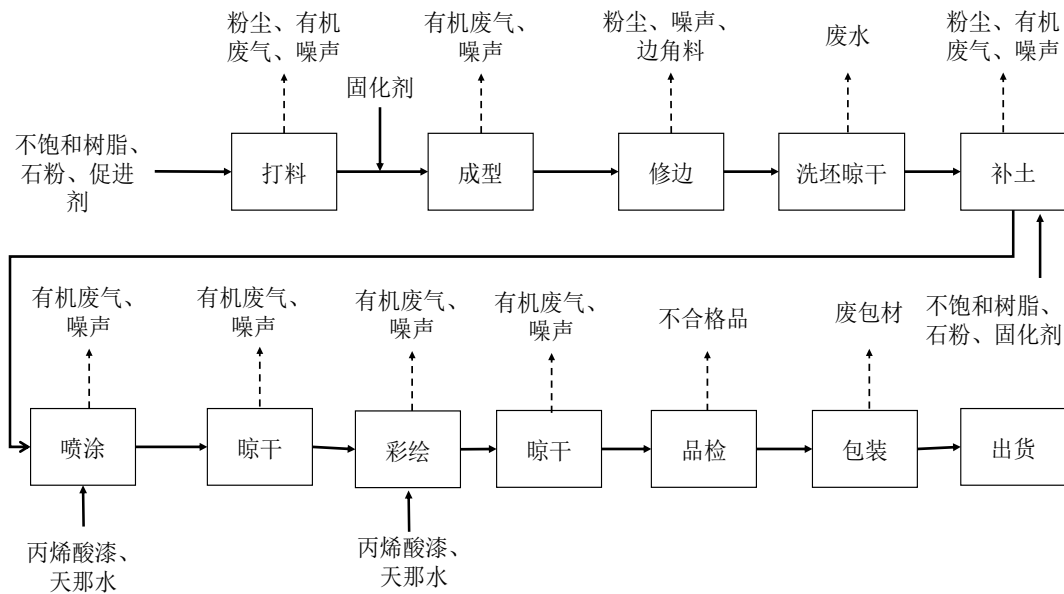 粉尘、有机
废气、噪声
有机废气、
噪声
粉尘、噪声、
边角料
废水
粉尘、有机
废气、噪声
固化剂
不饱和树脂、
石粉、促进
剂
打料
成型
修边
洗坯晾干
补土
有机废气、
噪声
有机废气、
噪声
有机废气、
噪声
有机废气、
噪声
不合格品
废包材
不饱和树脂、
石粉、固化剂
喷涂
晾干
彩绘
晾干
品检
包装
出货
丙烯酸漆、
天那水
丙烯酸漆、
天那水